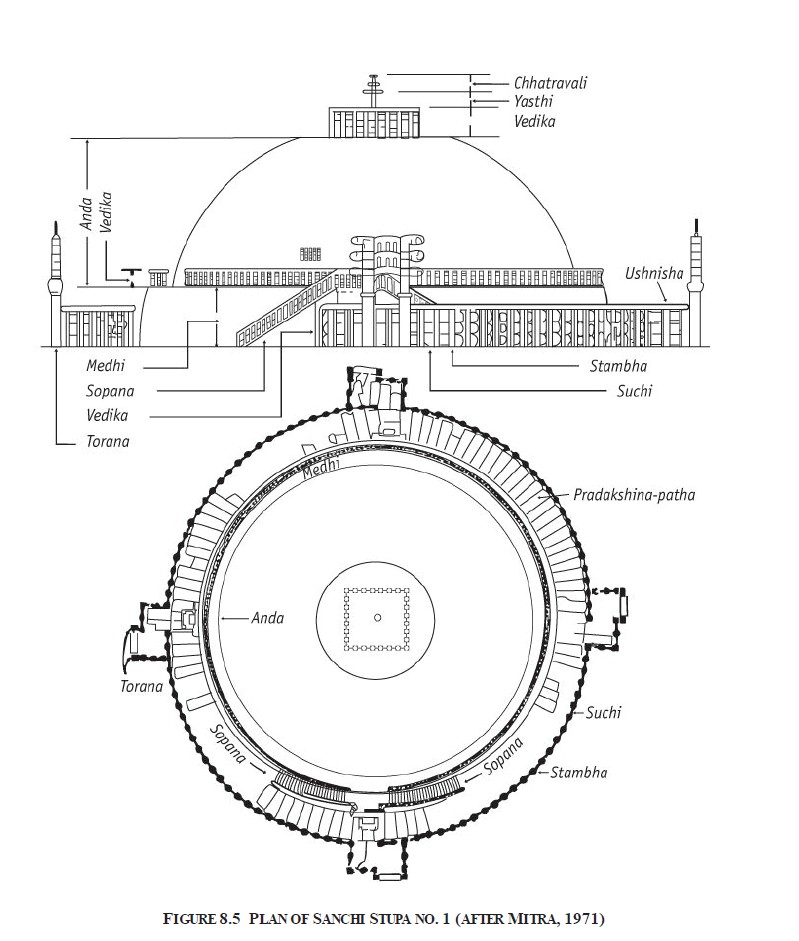 Chhatravali
Yasthi
Vedika
Anda
Vedika
Ushnisha
Medhi
Stambha
Sopana
Suchi
Vedika
Torana
Medhi
Pradakshina-patha
Anda
Torana
Suchi
Sopana
Sopana
Stambha
FIGURE 8.5 PLAN OF SANCHI STUPA NO. 1 (AFTER MITRA, 1971)